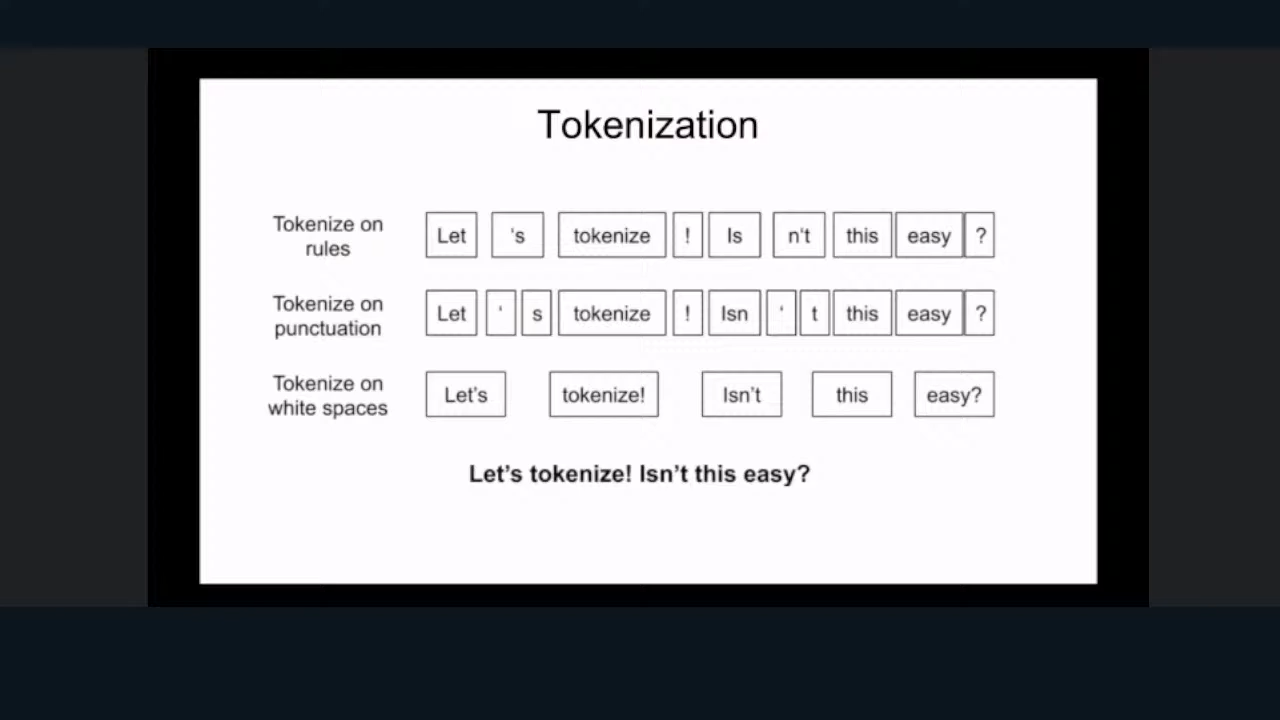 Tokenization
Tokenize on
rules
Let 's tokenize ! Is n't this easy ?
Tokenize on
punctuation
Let ‘ s tokenize ! Isn ‘ t this easy ?
Tokenize on
white spaces
Let’s tokenize! Isn’t this easy?
Let’s tokenize! Isn’t this easy?